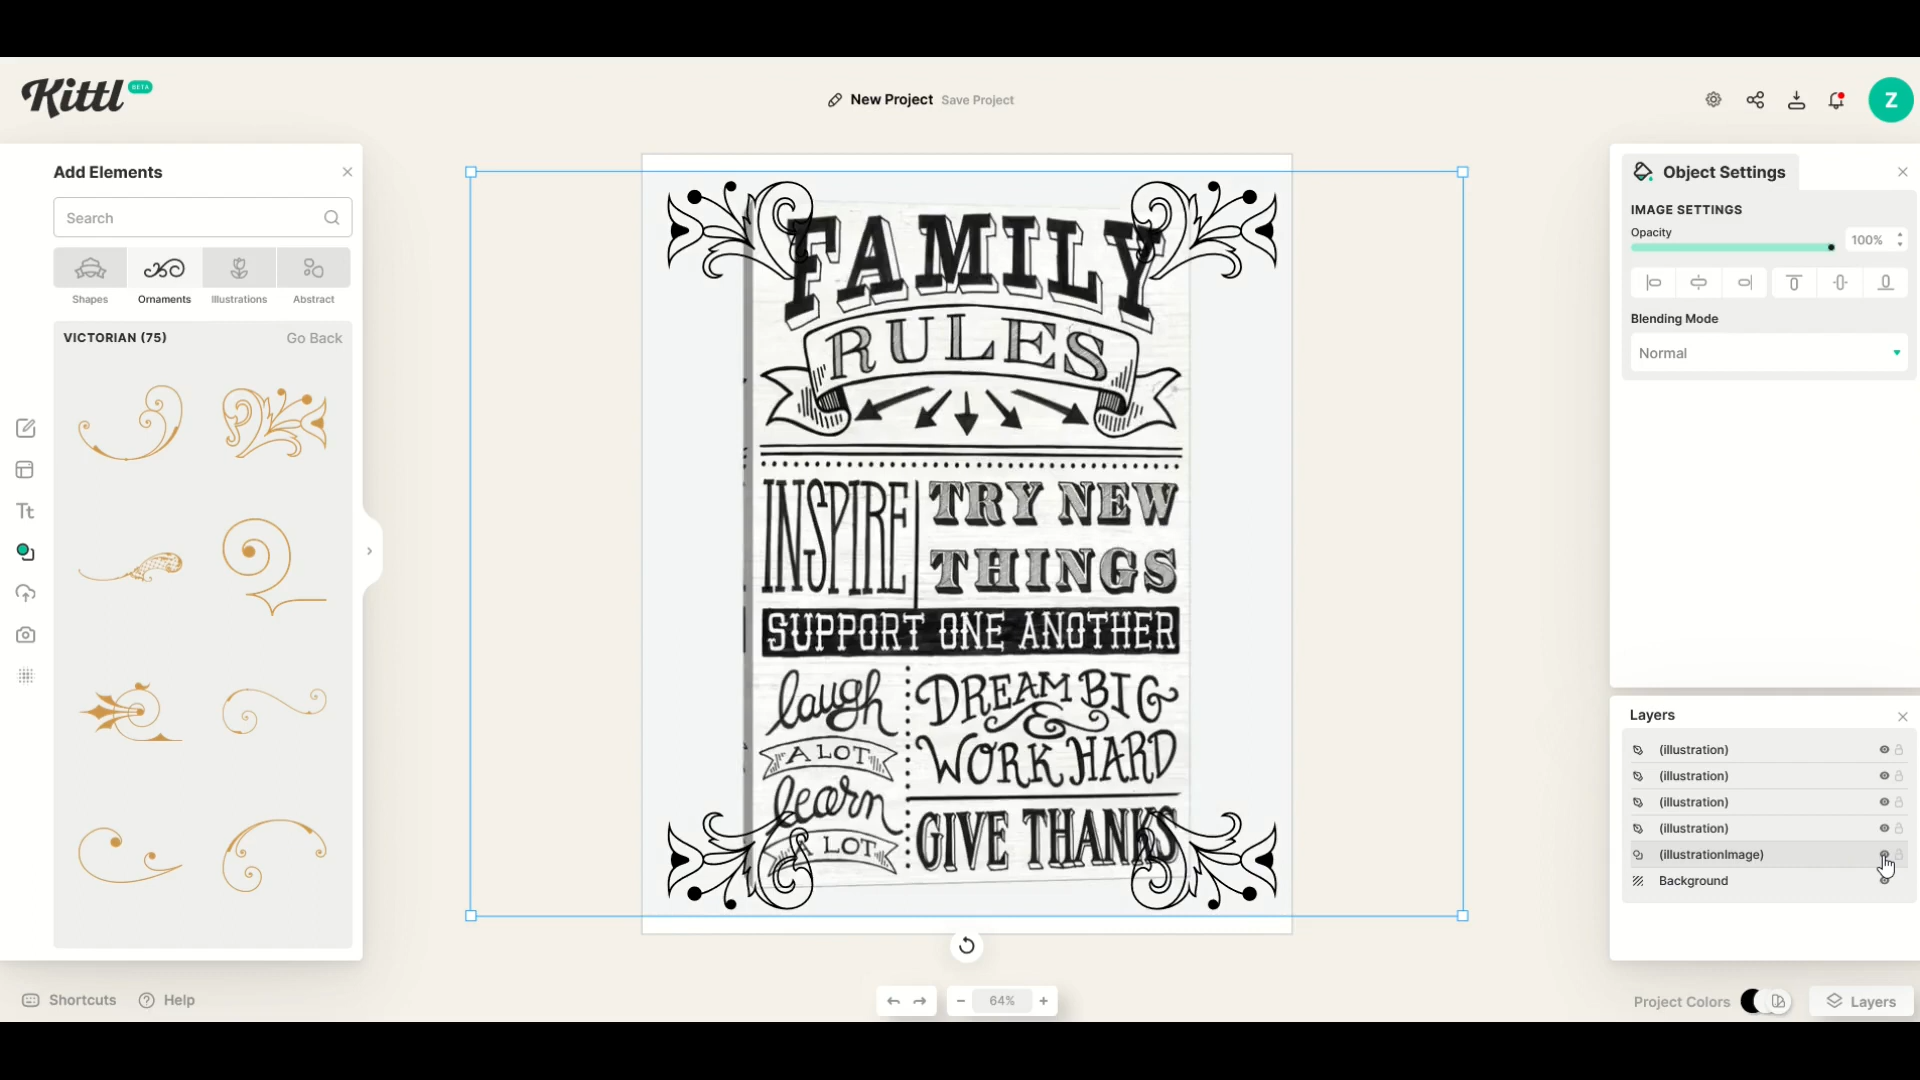 Kittl BETA
New Project Save Project
Z
Add Elements
Search
Shapes Ornaments Illustrations Abstract
VICTORIAN (75) Go Back
Tt
FAMILY
RULES
INSPIRE
TRY NEW
THINGS
SUPPORT ONE ANOTHER
laugh
A LOT
learn
A LOT
DREAM BIG
&
WORK HARD
GIVE THANKS
Object Settings
IMAGE SETTINGS
Opacity
100%
Blending Mode
Normal
Layers
(illustration)
(illustration)
(illustration)
(illustration)
(illustrationImage)
Background
Shortcuts Help
64%
Project Colors
Layers